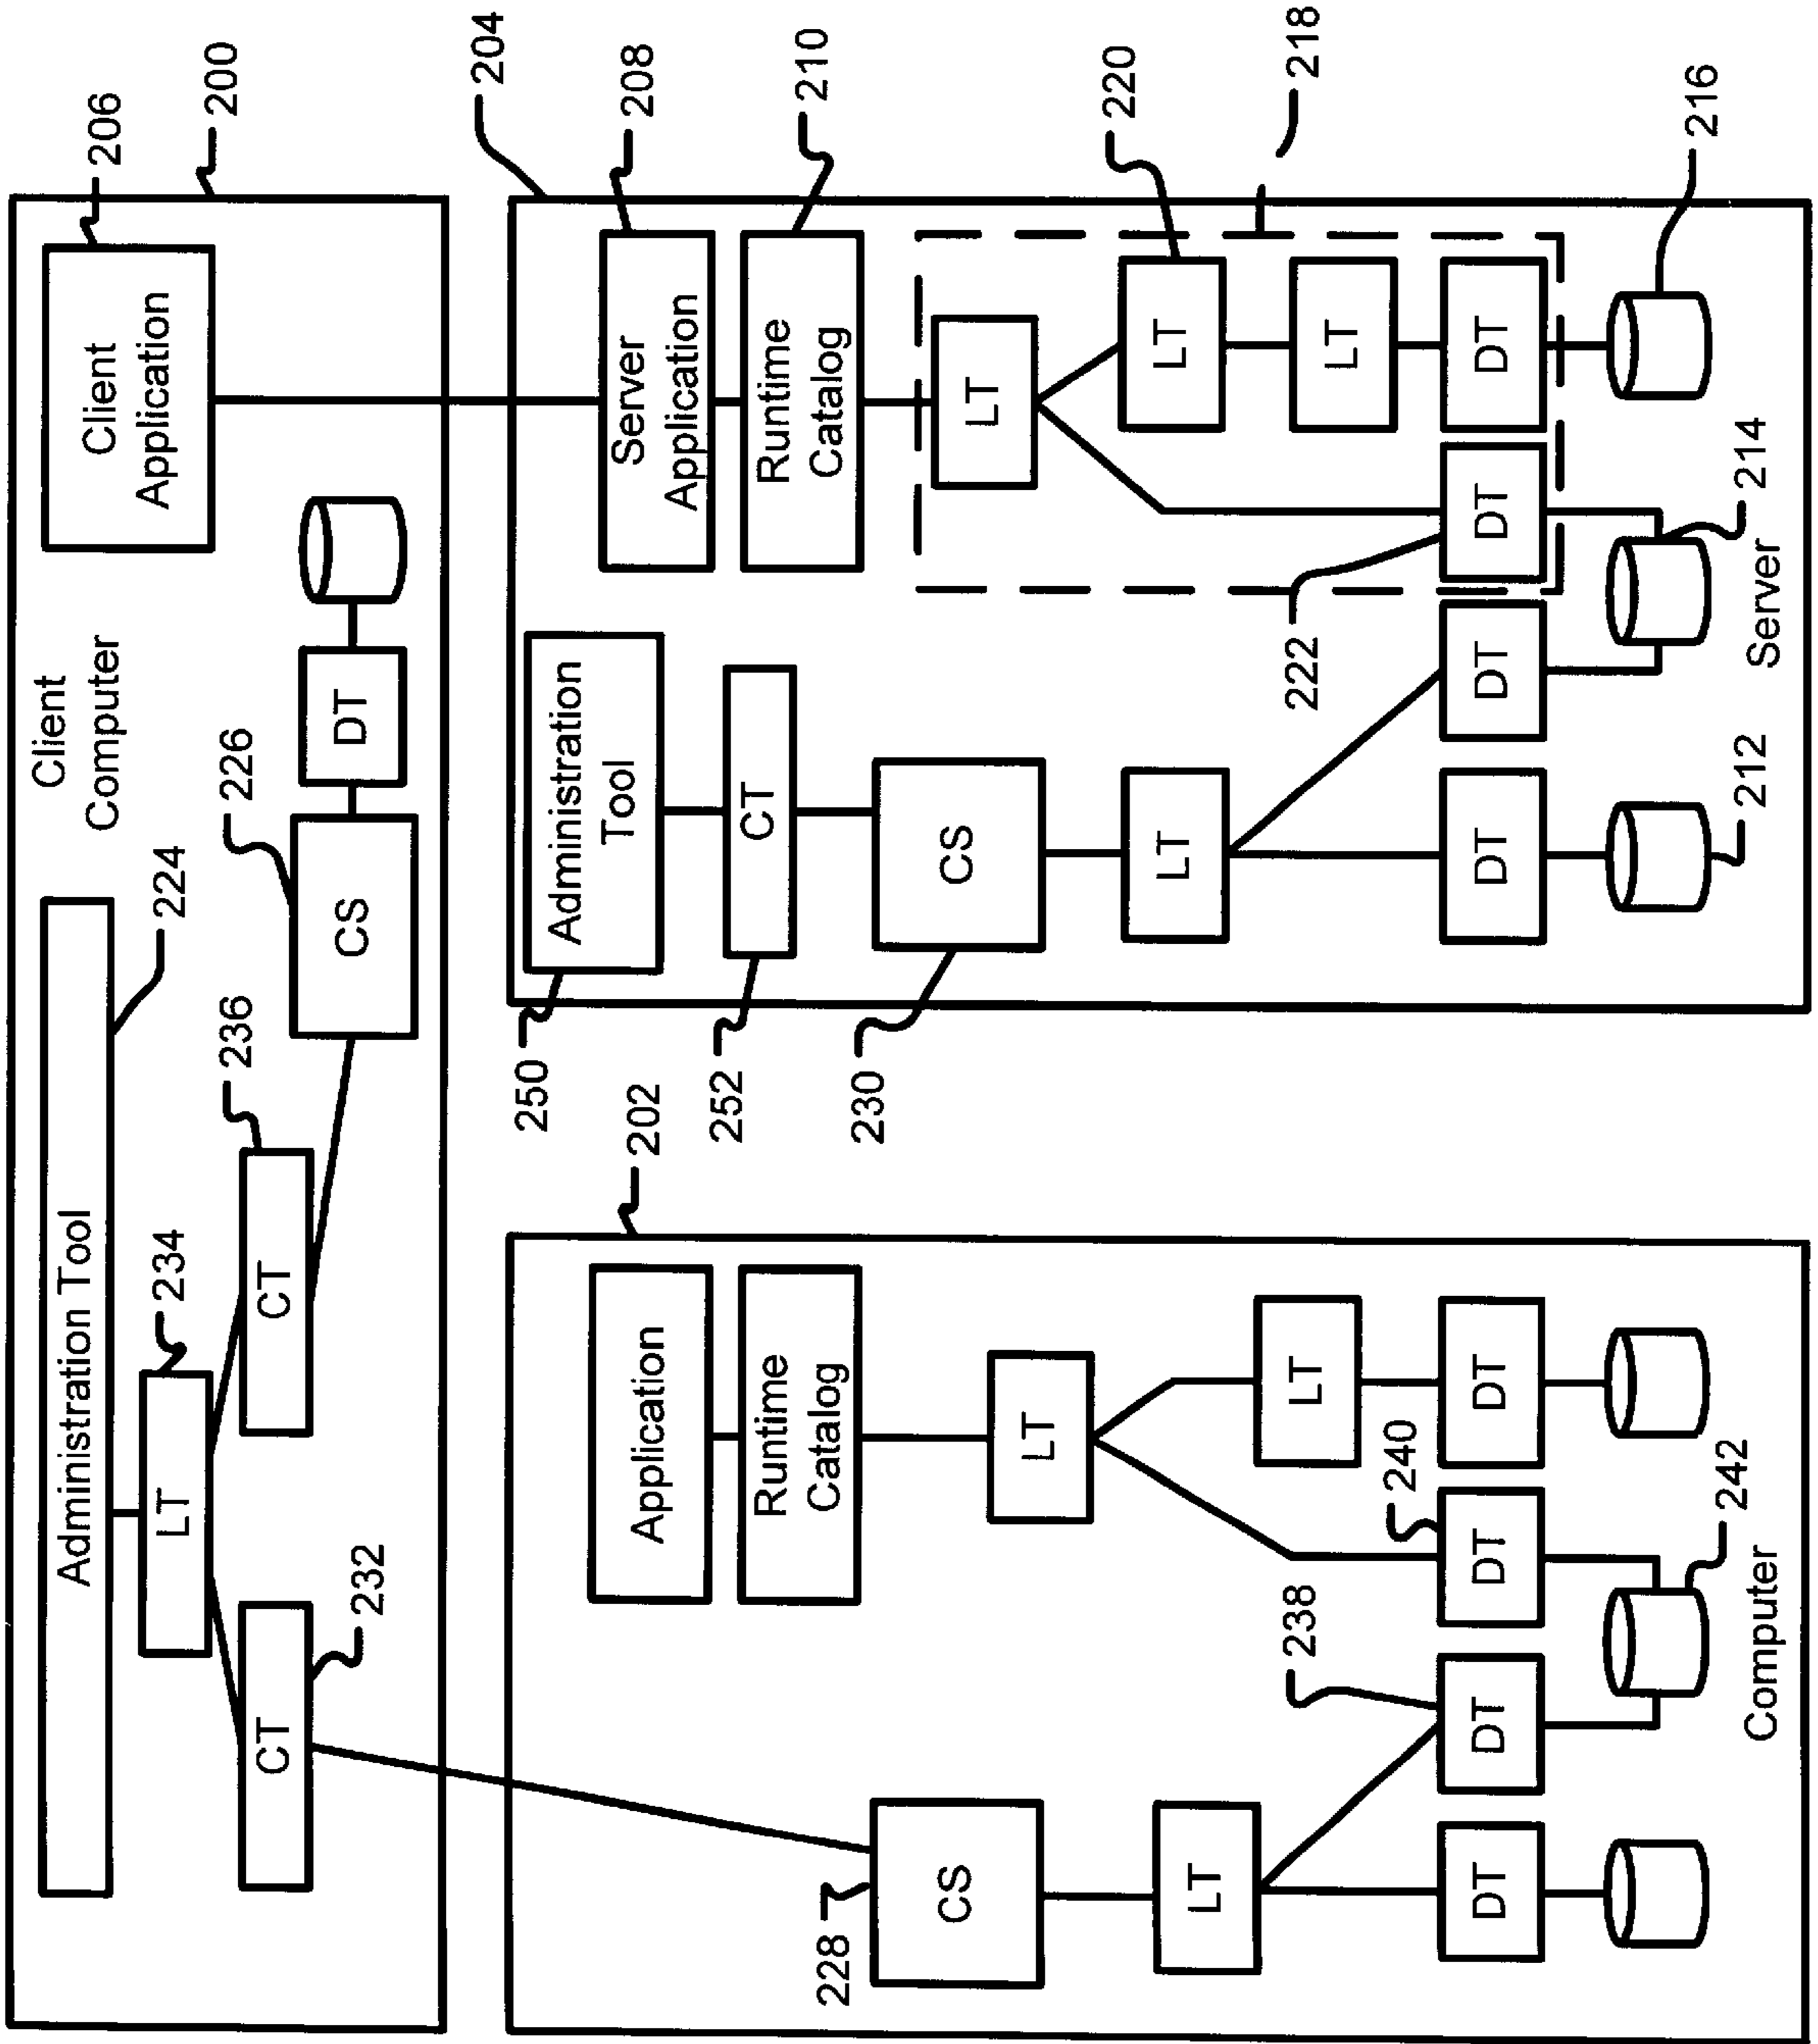 Client
Computer
Administration Tool
224
Client
Application
206
200
LT
234
CT
232
CT
236
CS
226
DT
202
Application
Runtime
Catalog
228
CS
LT
LT
LT
238
240
DT
DT
DT
DT
242
Computer
204
250
Administration
Tool
Server
Application
208
252
CT
Runtime
Catalog
210
230
CS
LT
218
LT
LT
220
LT
222
DT
DT
DT
DT
212
214
216
Server